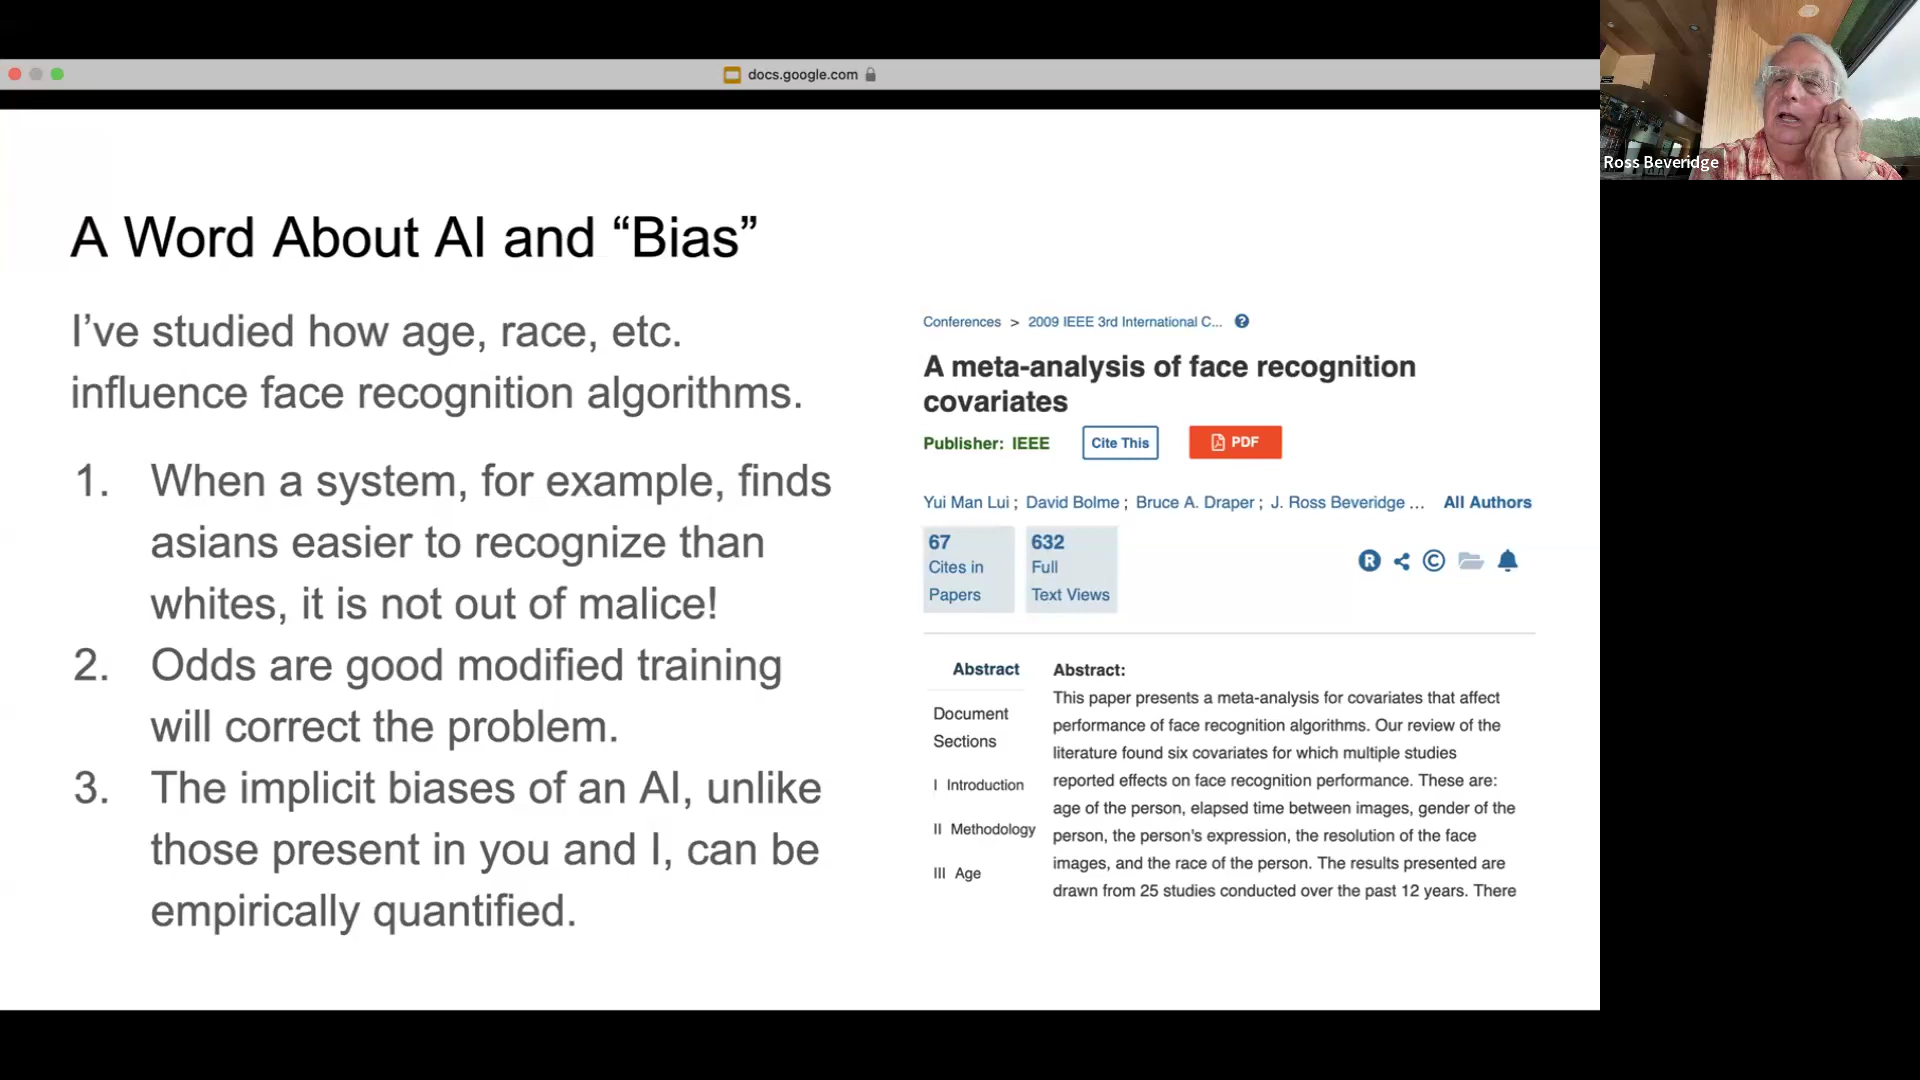 docs.google.com
Ross Beveridge
A Word About AI and “Bias”
I’ve studied how age, race, etc.
influence face recognition algorithms.
1. When a system, for example, finds
asians easier to recognize than
whites, it is not out of malice!
2. Odds are good modified training
will correct the problem.
3. The implicit biases of an AI, unlike
those present in you and I, can be
empirically quantified.
Conferences > 2009 IEEE 3rd International C... ?
A meta-analysis of face recognition
covariates
Publisher: IEEE Cite This PDF
Yui Man Lui ; David Bolme ; Bruce A. Draper ; J. Ross Beveridge ... All Authors
67 632
Cites in Full
Papers Text Views
R C
Abstract
Document
Sections
I Introduction
II Methodology
III Age
Abstract:
This paper presents a meta-analysis for covariates that affect
performance of face recognition algorithms. Our review of the
literature found six covariates for which multiple studies
reported effects on face recognition performance. These are:
age of the person, elapsed time between images, gender of the
person, the person's expression, the resolution of the face
images, and the race of the person. The results presented are
drawn from 25 studies conducted over the past 12 years. There